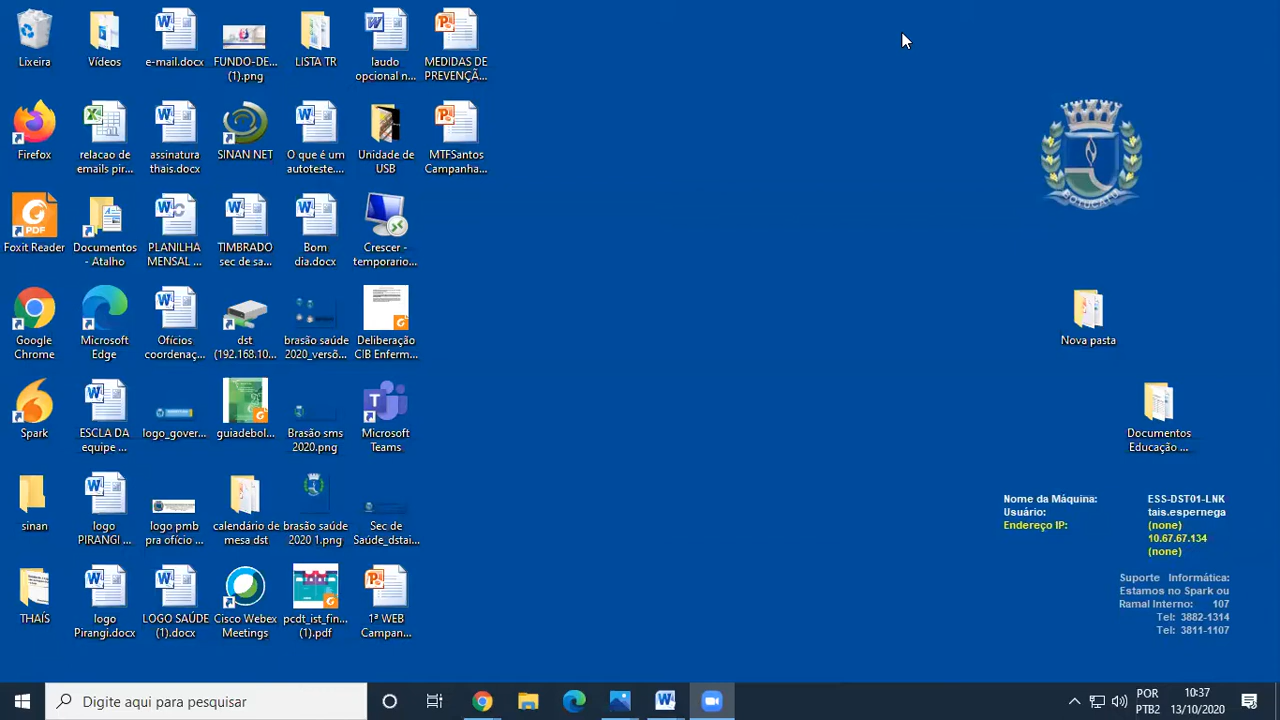 Lixeira
Vídeos
e-mail.docx
FUNDO-DE...
(1).png
LISTA TR
laudo
opcional n...
MEDIDAS DE
PREVENÇÃ...
Firefox
relacao de
emails pir...
assinatura
thais.docx
SINAN NET
O que é um
autoteste....
Unidade de
USB
MTFSantos
Campanha...
PDF
Foxit Reader
Documentos
- Atalho
PLANILHA
MENSAL ...
TIMBRADO
sec de sa...
Bom
dia.docx
Crescer -
temporario...
BOTUCATU
Google
Chrome
Microsoft
Edge
Ofícios
coordenaç...
dst
(192.168.10...
brasão saúde
2020_versõ...
Deliberação
CIB Enferm...
Nova pasta
Spark
ESCLA DA
equipe ...
logo_gover...
guiadebol...
Brasão sms
2020.png
Microsoft
Teams
Documentos
Educação ...
sinan
logo
PIRANGI ...
logo pmb
pra ofício ...
calendário de
mesa dst
brasão saúde
2020 1.png
Sec de
Saúde_dstai...
Nome da Máquina: ESS-DST01-LNK
Usuário: tais.espernega
Endereço IP: (none)
10.67.67.134
(none)
THAÍS
logo
Pirangi.docx
LOGO SAÚDE
(1).docx
Cisco Webex
Meetings
pcdt_ist_fin...
(1).pdf
1ª WEB
Campan...
Suporte Informática:
Estamos no Spark ou
Ramal Interno: 107
Tel: 3882-1314
Tel: 3811-1107
Digite aqui para pesquisar
POR
PTB2
10:37
13/10/2020